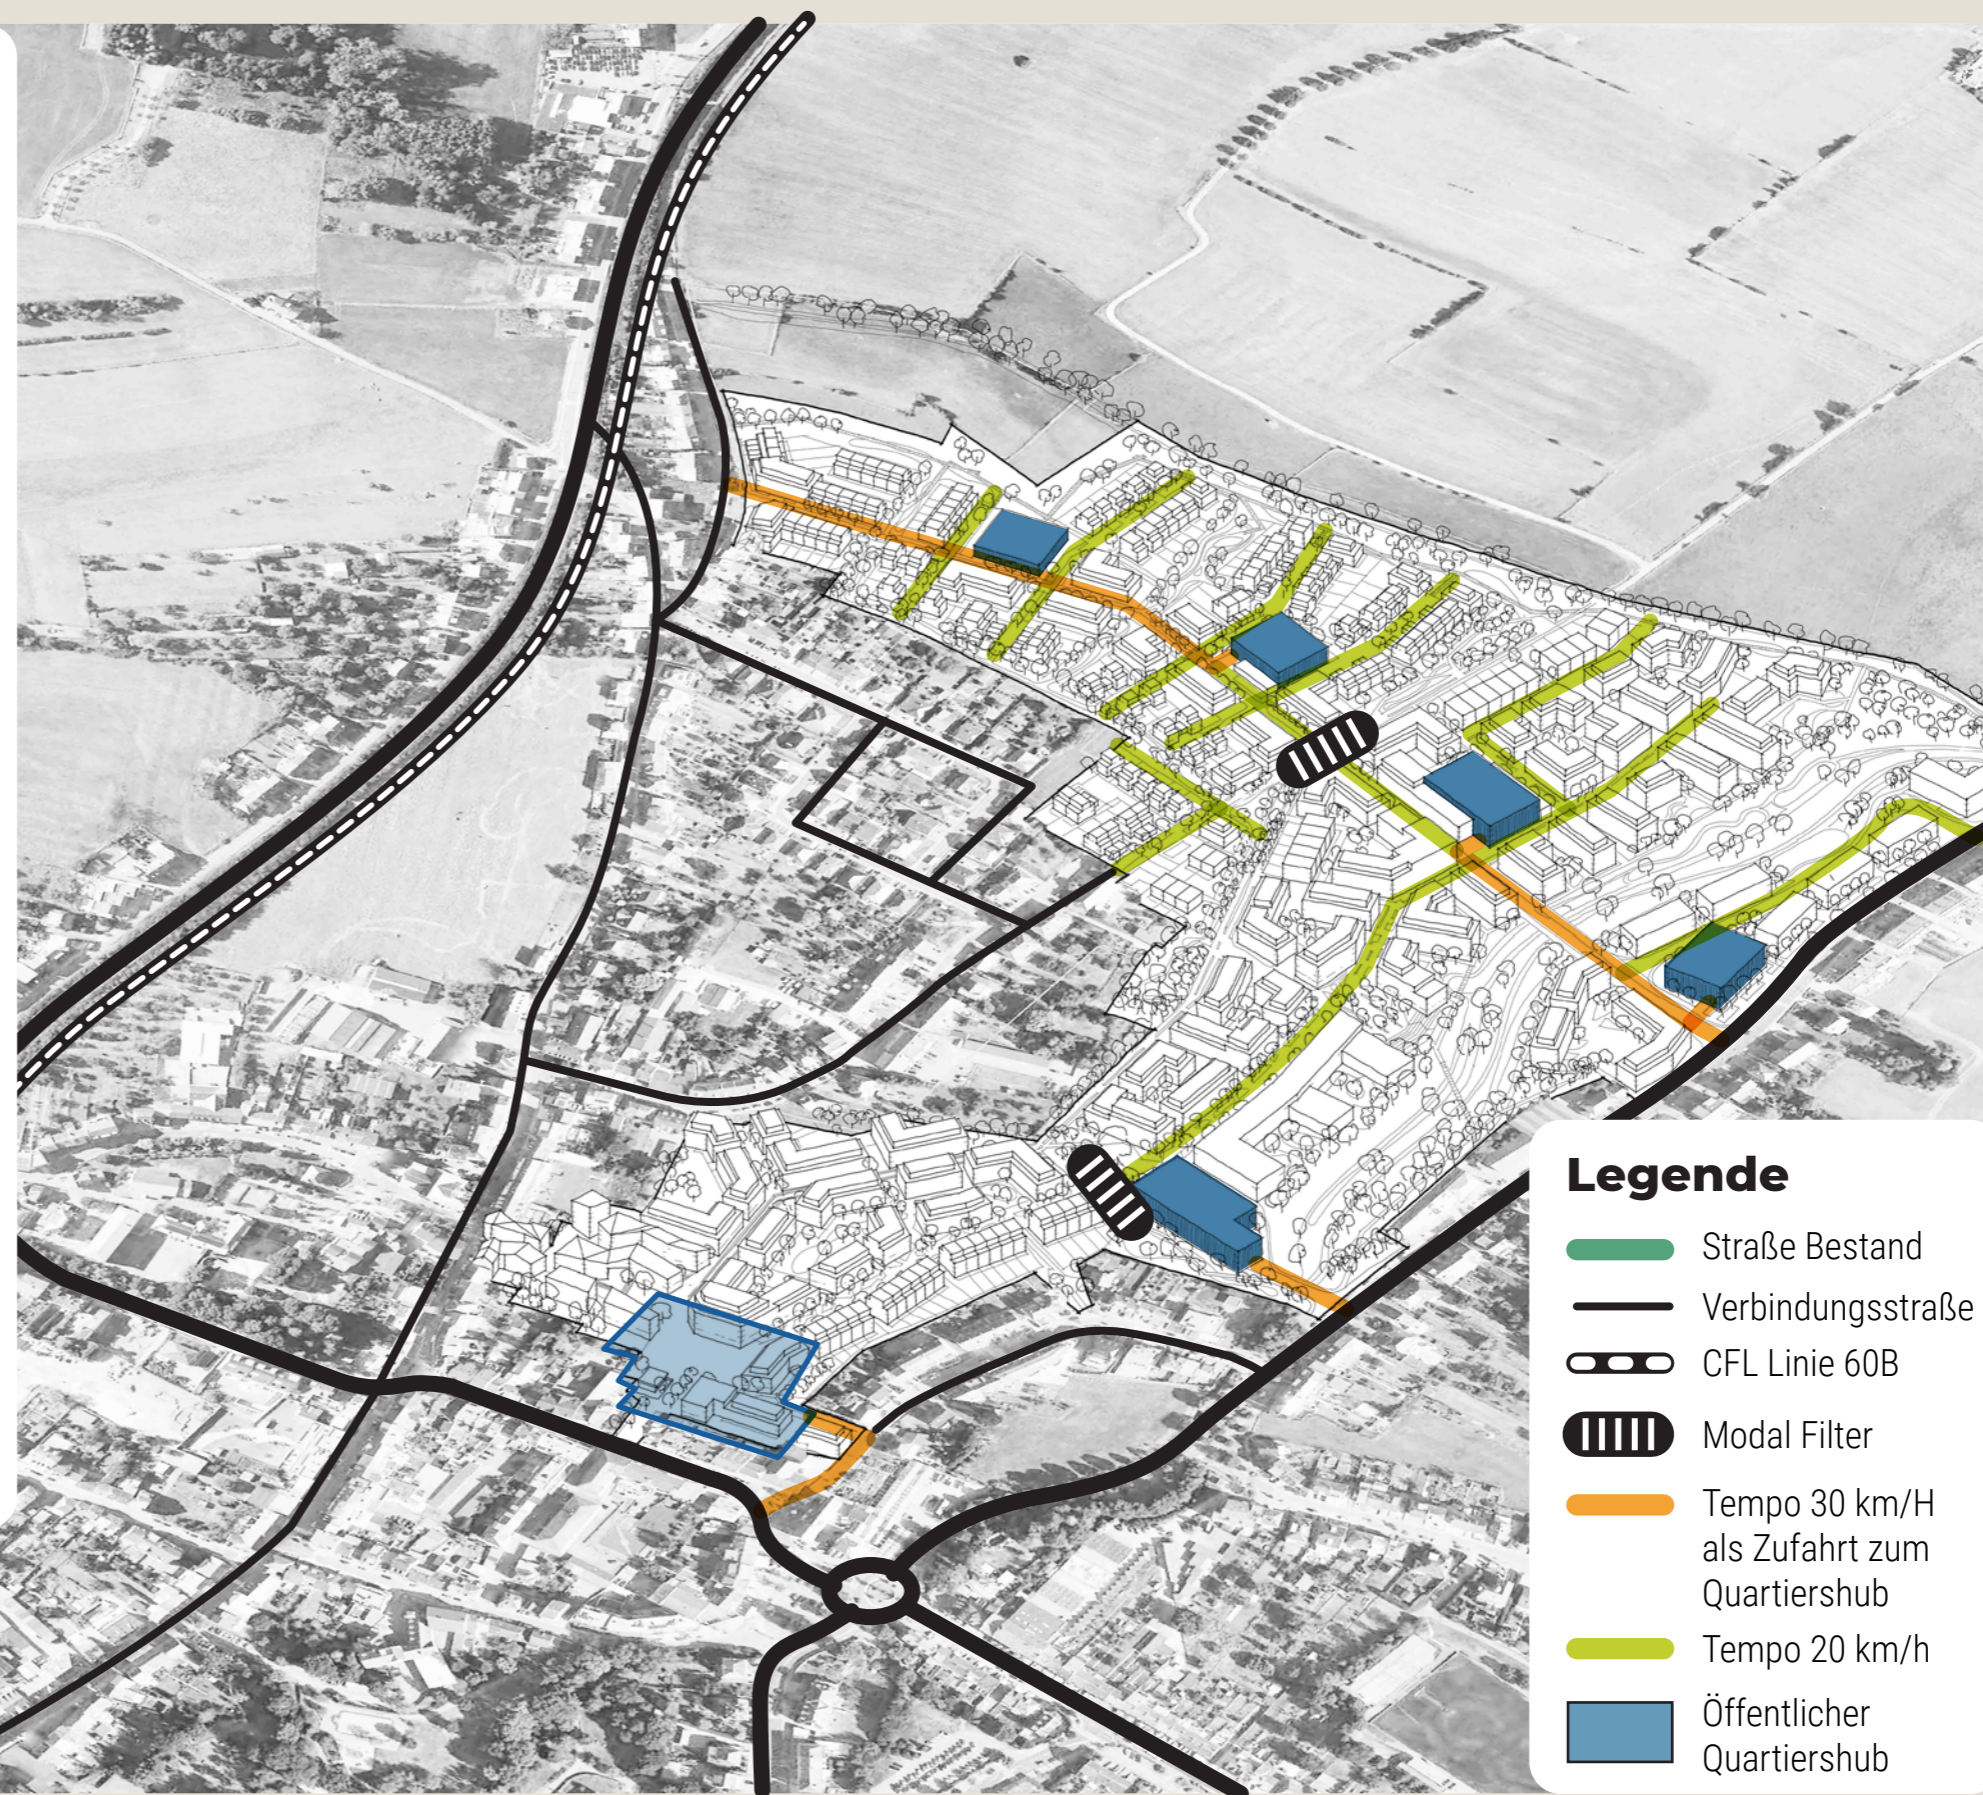 Legende
Straße Bestand
Verbindungsstraße
CFL Linie 60B
Modal Filter
Tempo 30 km/H
als Zufahrt zum
Quartiershub
Tempo 20 km/h
Öffentlicher
Quartiershub